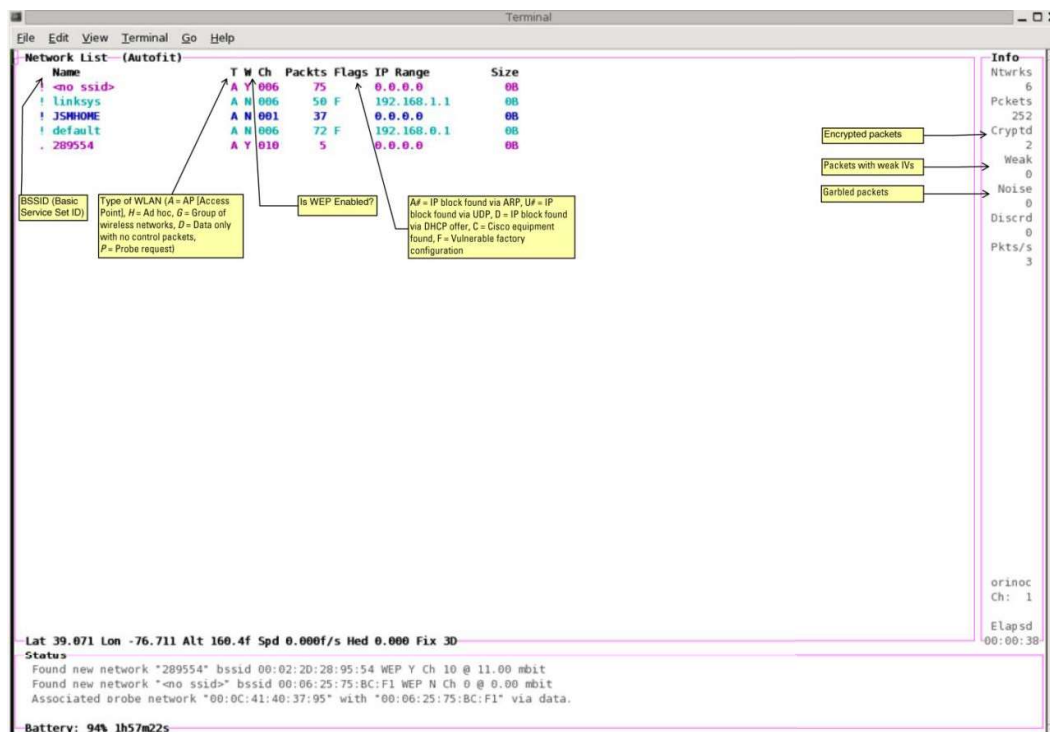 Terminal
File Edit View Terminal Go Help
Network List (Autofit)
Name T W Ch Packts Flags IP Range Size
! <no ssid> A Y 006 75 0.0.0.0 0B
! linksys A N 006 50 F 192.168.1.1 0B
! JSMHOME A N 001 37 0.0.0.0 0B
! default A N 006 72 F 192.168.0.1 0B
. 289554 A Y 010 5 0.0.0.0 0B
BSSID (Basic
Service Set ID)
Type of WLAN (A = AP [Access
Point], H = Ad hoc, G = Group of
wireless networks, D = Data only
with no control packets,
P = Probe request)
Is WEP Enabled?
A# = IP block found via ARP, U# = IP
block found via UDP, D = IP block found
via DHCP offer, C = Cisco equipment
found, F = Vulnerable factory
configuration
Encrypted packets
Packets with weak IVs
Garbled packets
Info
Ntwrks
6
Pckets
252
Cryptd
2
Weak
0
Noise
0
Discrd
0
Pkts/s
3
orinoc
Ch: 1
Elapsd
00:00:38
Lat 39.071 Lon -76.711 Alt 160.4f Spd 0.000f/s Hed 0.000 Fix 3D
Status
Found new network "289554" bssid 00:02:2D:28:95:54 WEP Y Ch 10 @ 11.00 mbit
Found new network "<no ssid>" bssid 00:06:25:75:BC:F1 WEP N Ch 0 @ 0.00 mbit
Associated probe network "00:0C:41:40:37:95" with "00:06:25:75:BC:F1" via data.
Battery: 94% 1h57m22s